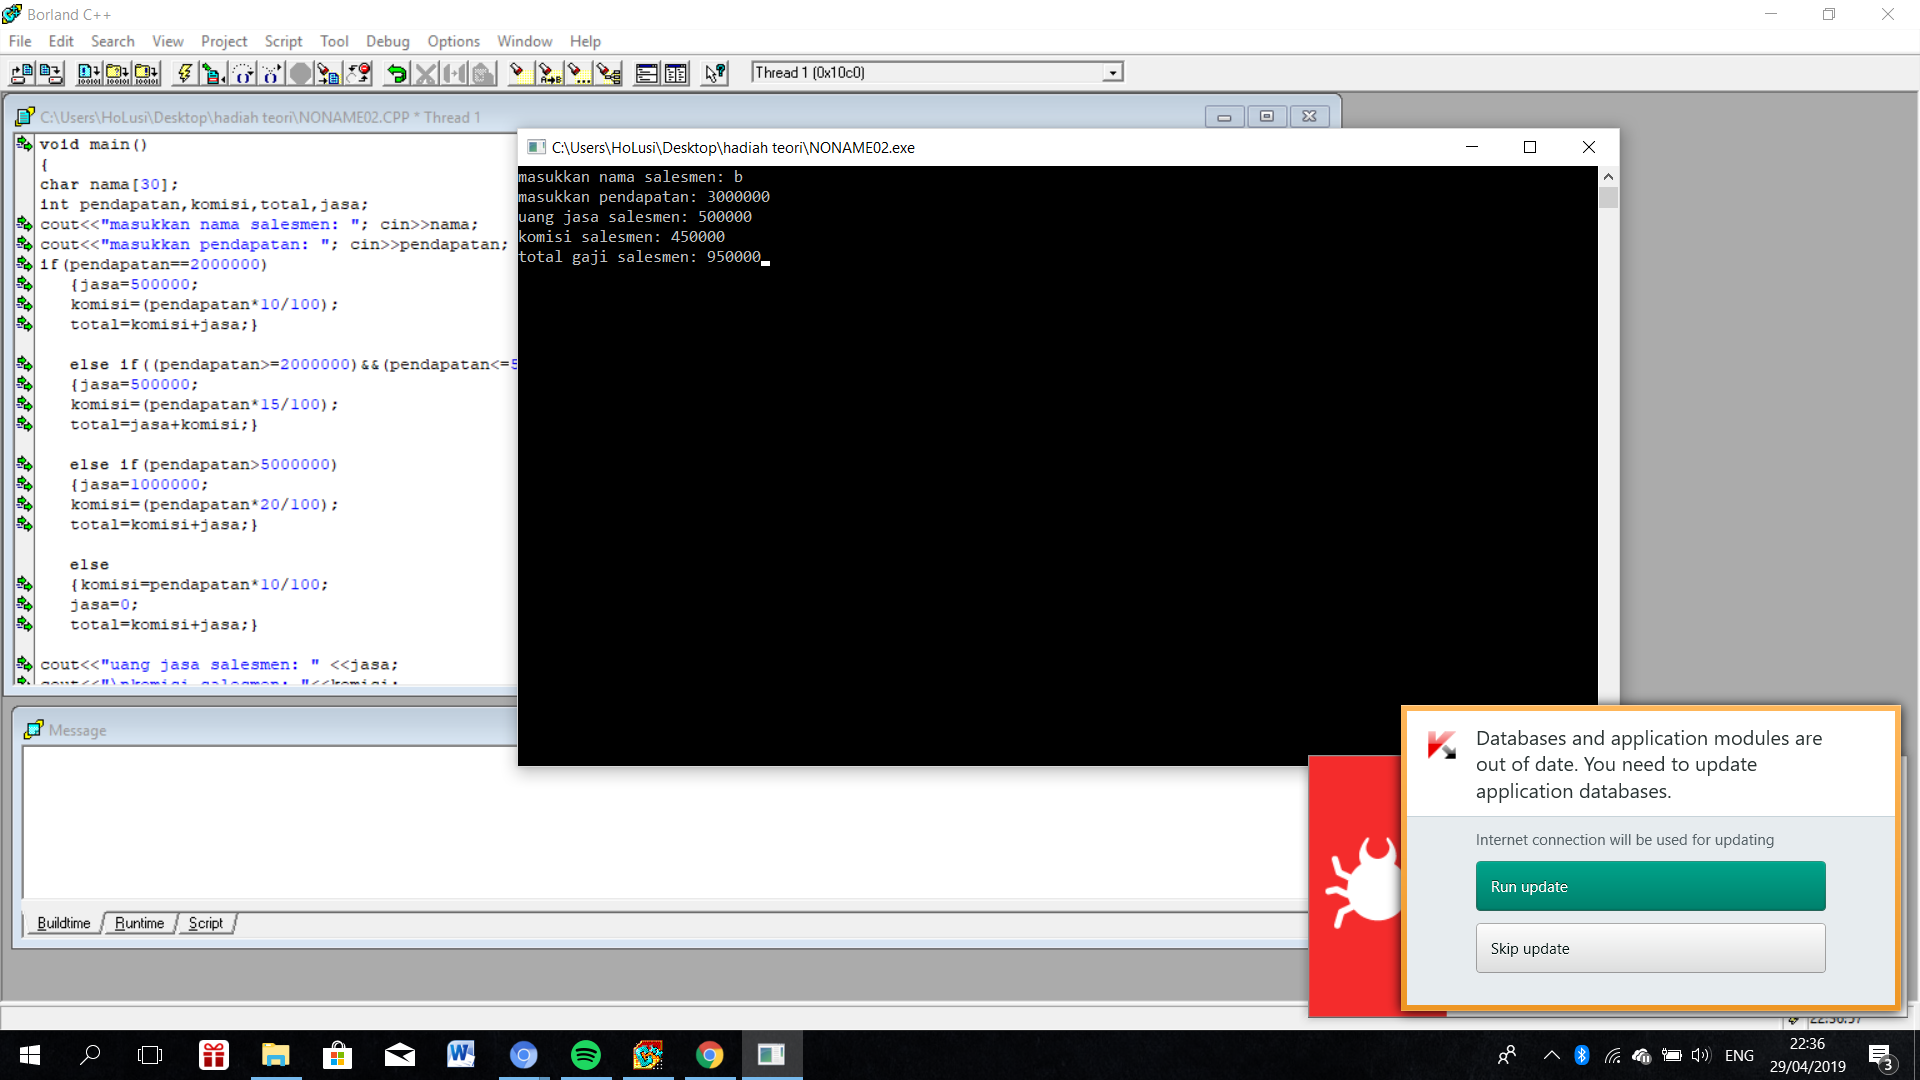 Borland C++
File Edit Search View Project Script Tool Debug Options Window Help
Thread 1 (0x10c0)
C:\Users\HoLusi\Desktop\hadiah teori\NONAME02.CPP * Thread 1
void main()
{
char nama[30];
int pendapatan,komisi,total,jasa;
cout<<"masukkan nama salesmen: "; cin>>nama;
cout<<"masukkan pendapatan: "; cin>>pendapatan;
if(pendapatan==2000000)
{jasa=500000;
komisi=(pendapatan*10/100);
total=komisi+jasa;}
else if((pendapatan>=2000000)&&(pendapatan<=5
{jasa=500000;
komisi=(pendapatan*15/100);
total=jasa+komisi;}
else if(pendapatan>5000000)
{jasa=1000000;
komisi=(pendapatan*20/100);
total=komisi+jasa;}
else
{komisi=pendapatan*10/100;
jasa=0;
total=komisi+jasa;}
cout<<"uang jasa salesmen: " <<jasa;
cout<<"\nkomisi salesmen: "<<komisi;
C:\Users\HoLusi\Desktop\hadiah teori\NONAME02.exe
masukkan nama salesmen: b
masukkan pendapatan: 3000000
uang jasa salesmen: 500000
komisi salesmen: 450000
total gaji salesmen: 950000
Message
Buildtime Runtime Script
Databases and application modules are
out of date. You need to update
application databases.
Internet connection will be used for updating
Run update
Skip update
ENG
22:36
29/04/2019
3